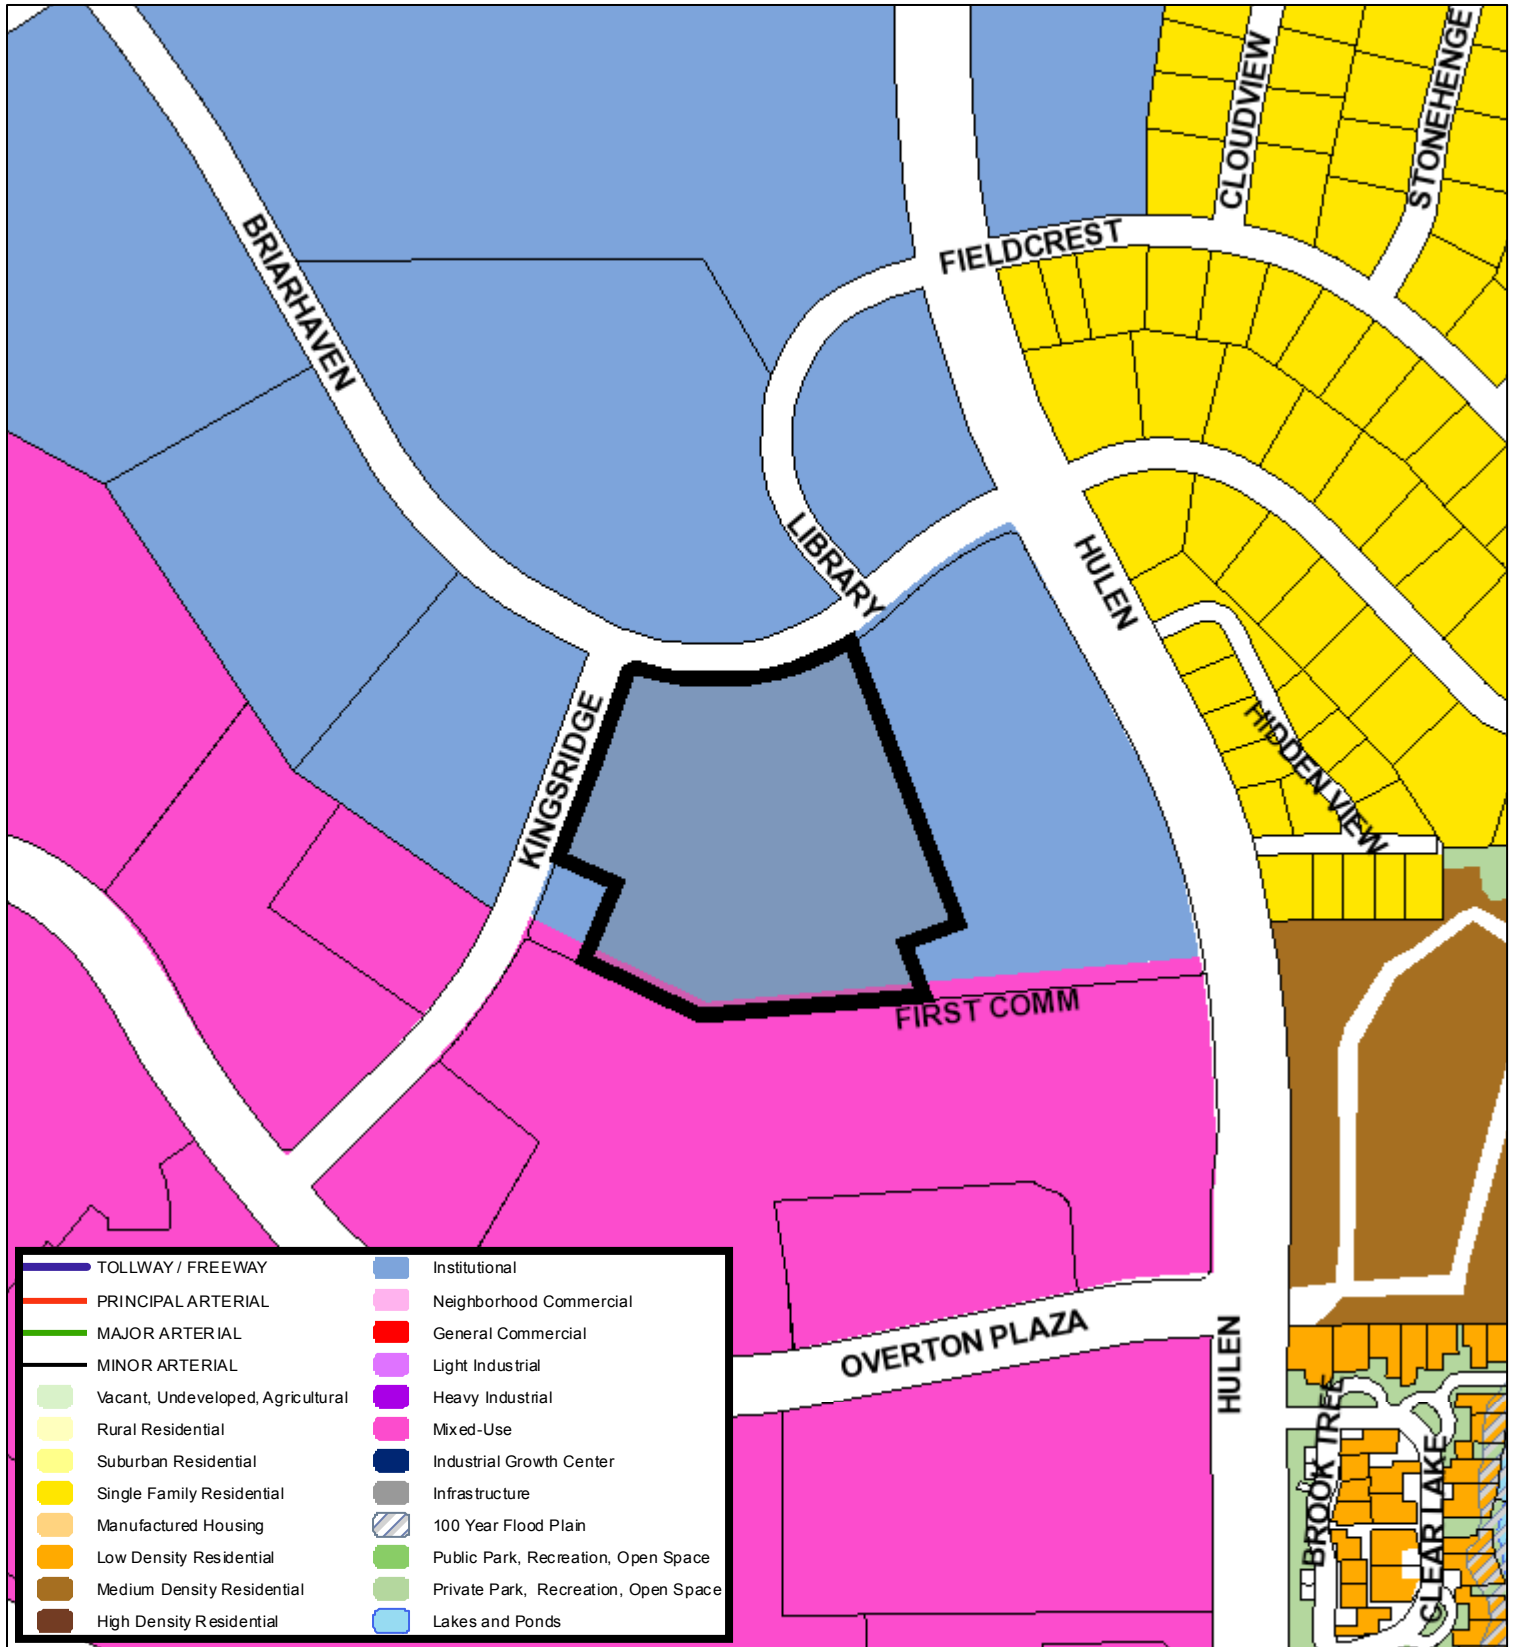 STONEHENGE
CLOUDVIEW
FIELDCREST
BRIARHAVEN
LIBRARY
HULEN
KINGSRIDGE
HIDDEN VIEW
FIRST COMM
OVERTON PLAZA
HULEN
BROOK TREE
CLEAR LAKE
TOLLWAY / FREEWAY
PRINCIPAL ARTERIAL
MAJOR ARTERIAL
MINOR ARTERIAL
Vacant, Undeveloped, Agricultural
Rural Residential
Suburban Residential
Single Family Residential
Manufactured Housing
Low Density Residential
Medium Density Residential
High Density Residential
Institutional
Neighborhood Commercial
General Commercial
Light Industrial
Heavy Industrial
Mixed-Use
Industrial Growth Center
Infrastructure
100 Year Flood Plain
Public Park, Recreation, Open Space
Private Park, Recreation, Open Space
Lakes and Ponds